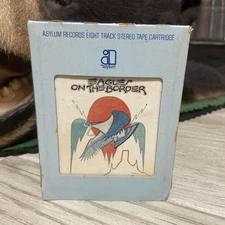 ASYLUM RECORDS EIGHT TRACK STEREO TAPE CARTRIDGE
EAGLES
ON THE BORDER